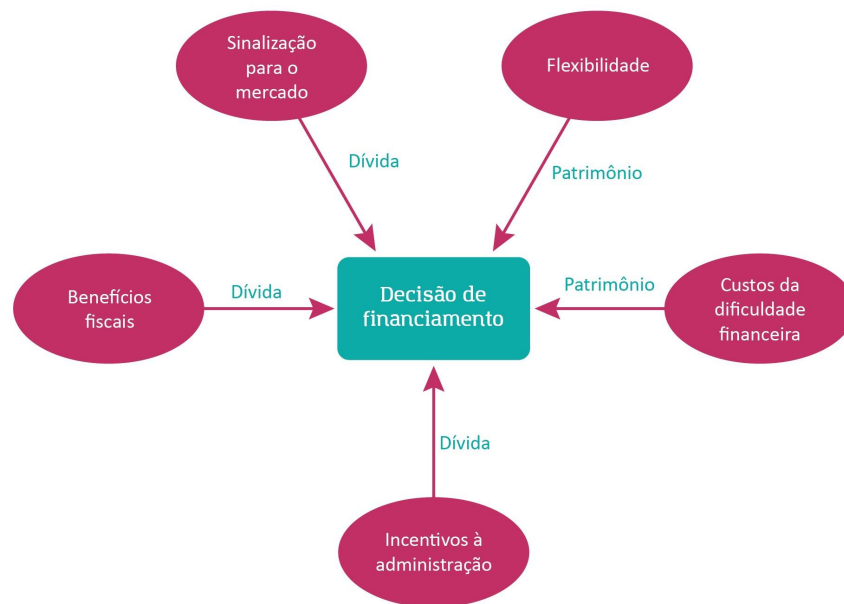 Sinalização
para o
mercado
Flexibilidade
Dívida
Patrimônio
Benefícios
fiscais
Dívida
Decisão de
financiamento
Patrimônio
Custos da
dificuldade
financeira
Dívida
Incentivos à
administração